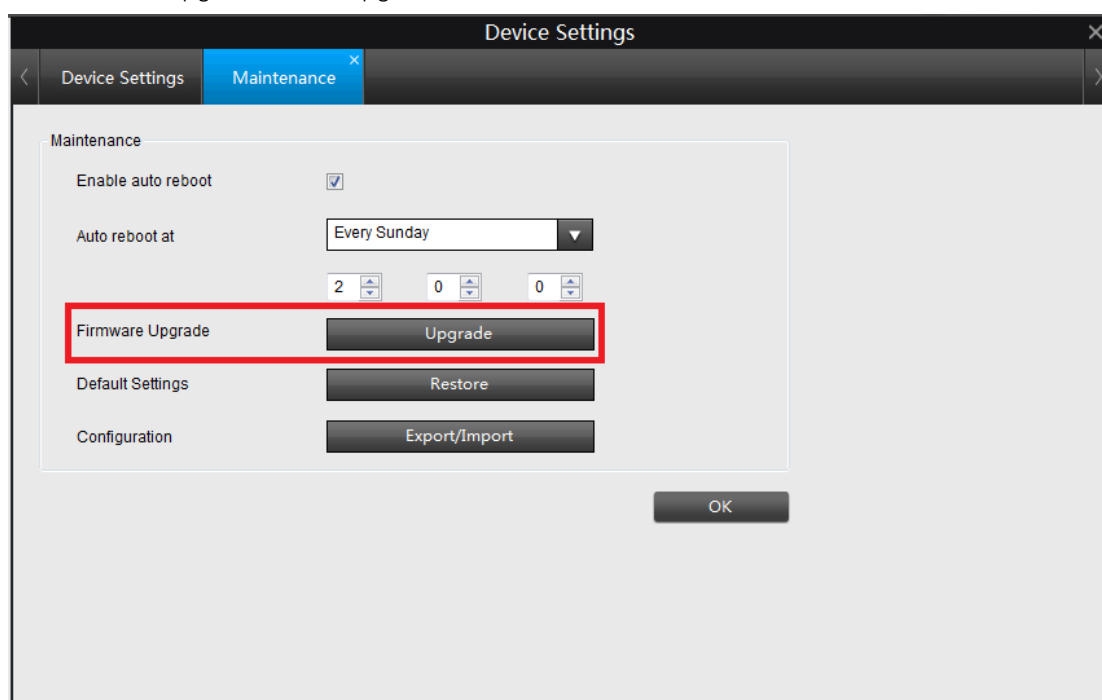 Device Settings
Device Settings Maintenance
Maintenance
Enable auto reboot
Auto reboot at Every Sunday
2 0 0
Firmware Upgrade Upgrade
Default Settings Restore
Configuration Export/Import
OK